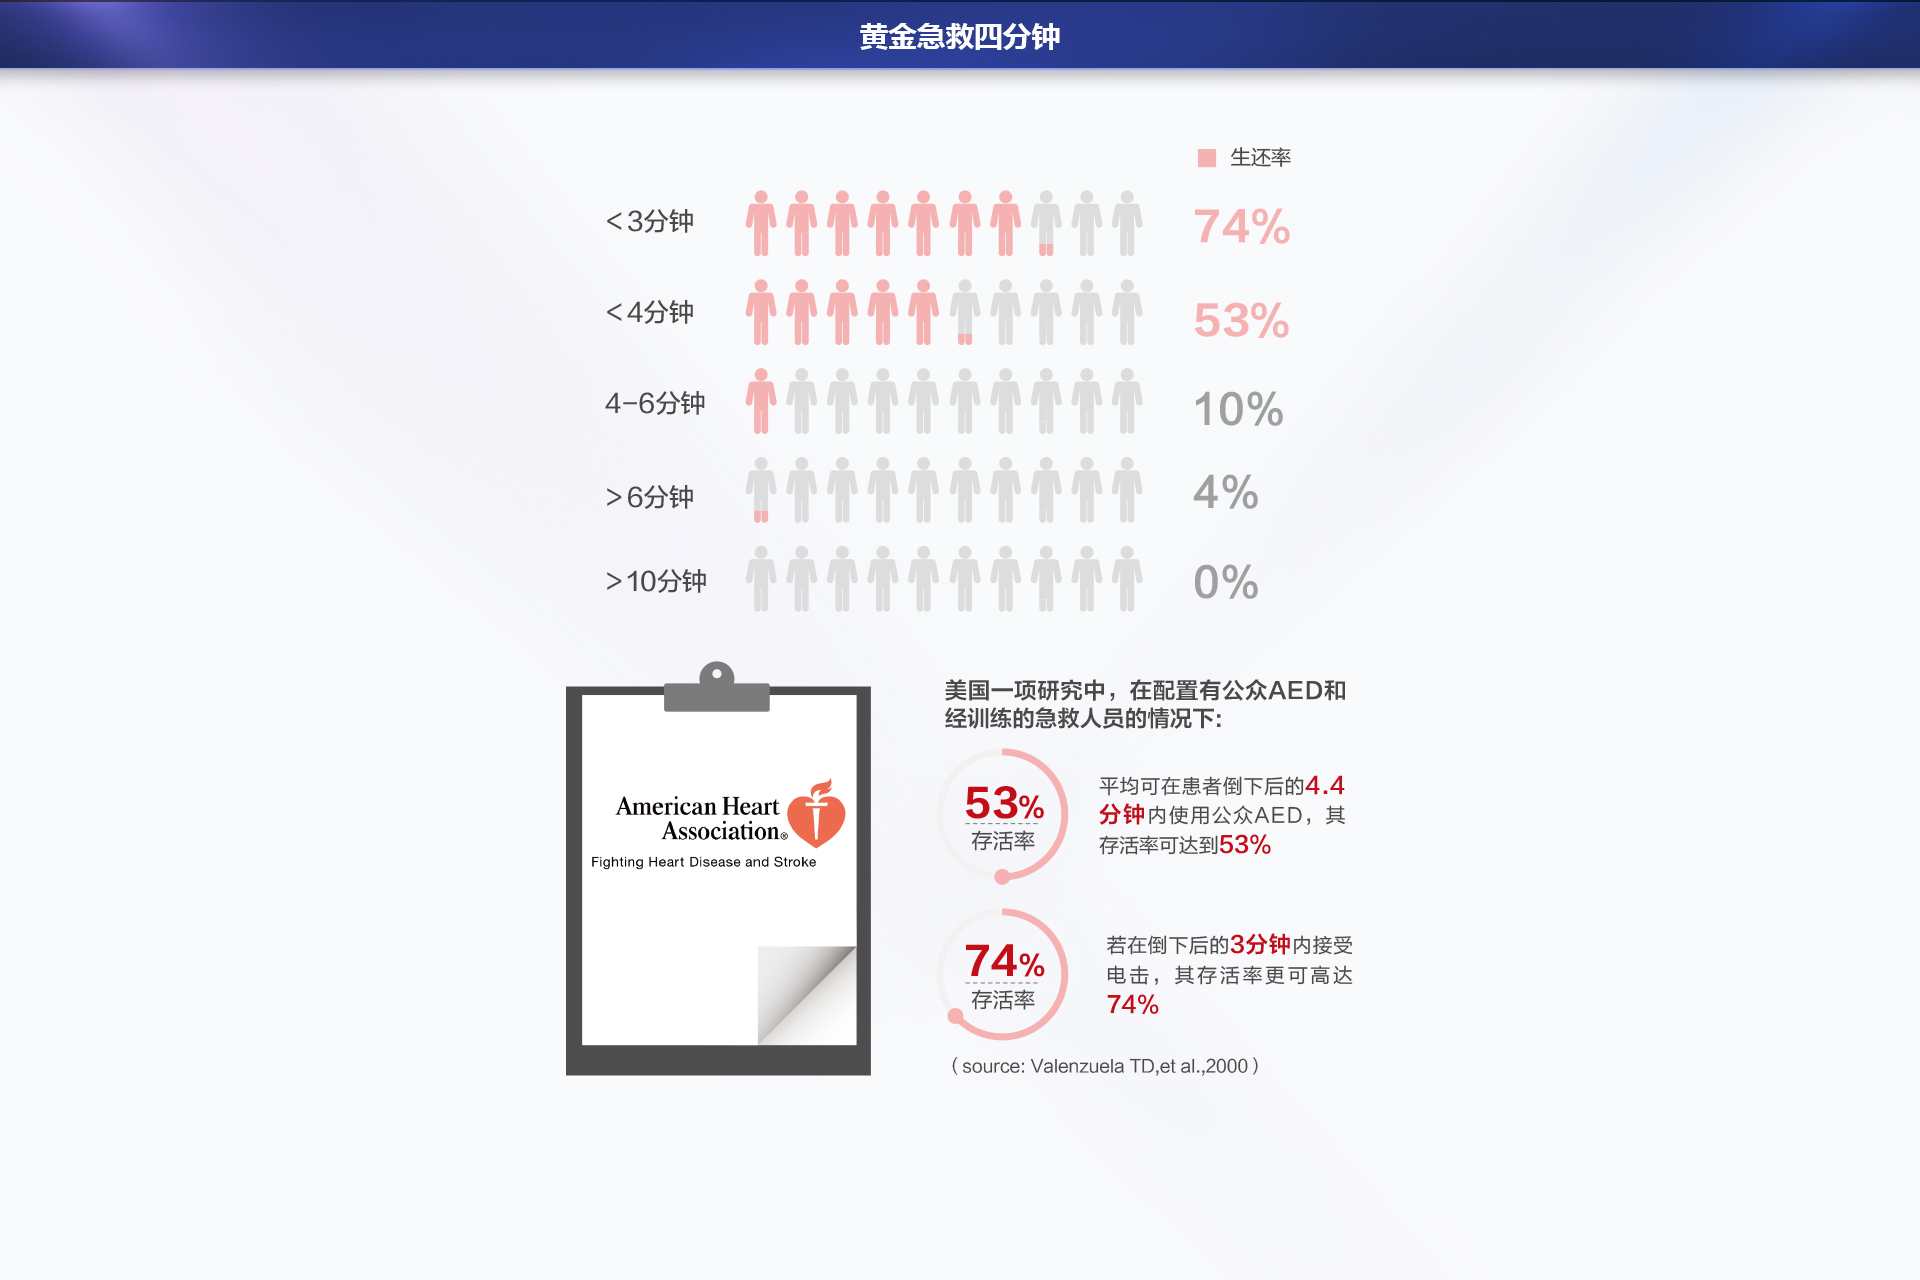 黄金急救四分钟
生还率
<3分钟
74%
<4分钟
53%
4-6分钟
10%
>6分钟
4%
>10分钟
0%
American Heart
Association®
Fighting Heart Disease and Stroke
美国一项研究中，在配置有公众AED和
经训练的急救人员的情况下:
53%
存活率
平均可在患者倒下后的4.4
分钟内使用公众AED，其
存活率可达到53%
74%
存活率
若在倒下后的3分钟内接受
电击，其存活率更可高达
74%
（source: Valenzuela TD,et al.,2000）